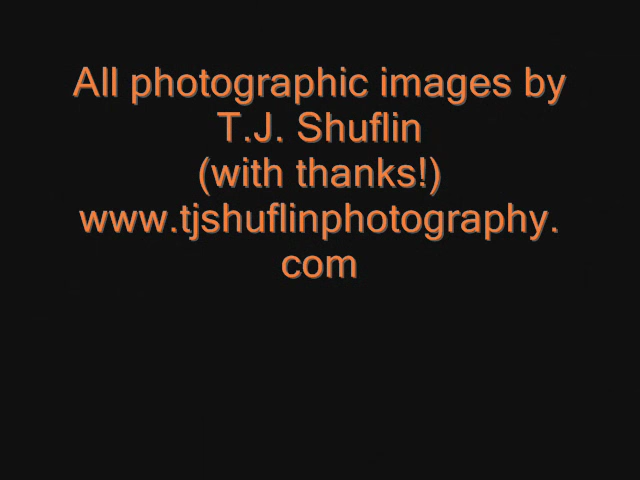 All photographic images by
T.J. Shuflin
(with thanks!)
www.tjshuflinphotography.
com